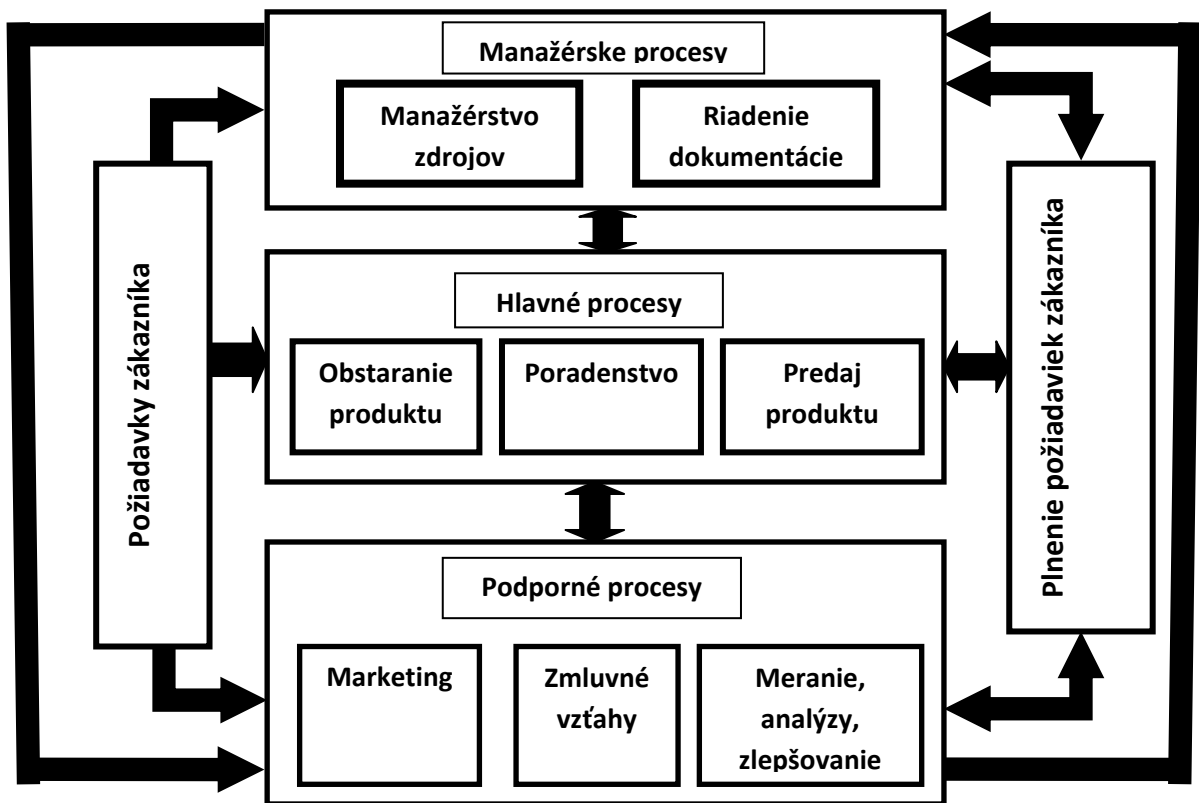 Manažérske procesy
Manažérstvo
zdrojov
Riadenie
dokumentácie
Požiadavky zákazníka
Hlavné procesy
Obstaranie
produktu
Poradenstvo
Predaj
produktu
Plnenie požiadaviek zákazníka
Podporné procesy
Marketing
Zmluvné
vzťahy
Meranie,
analýzy,
zlepšovanie